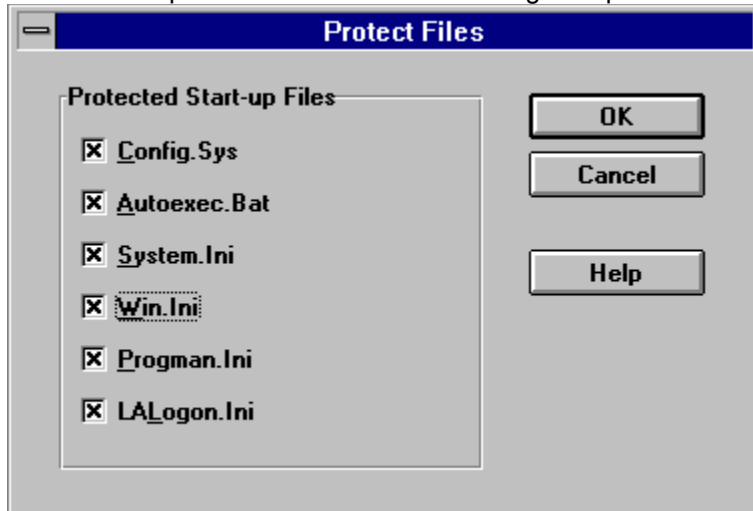 Protect Files
Protected Start-up Files
Config.Sys
Autoexec.Bat
System.Ini
Win.Ini
Progman.Ini
LALogon.Ini
OK
Cancel
Help